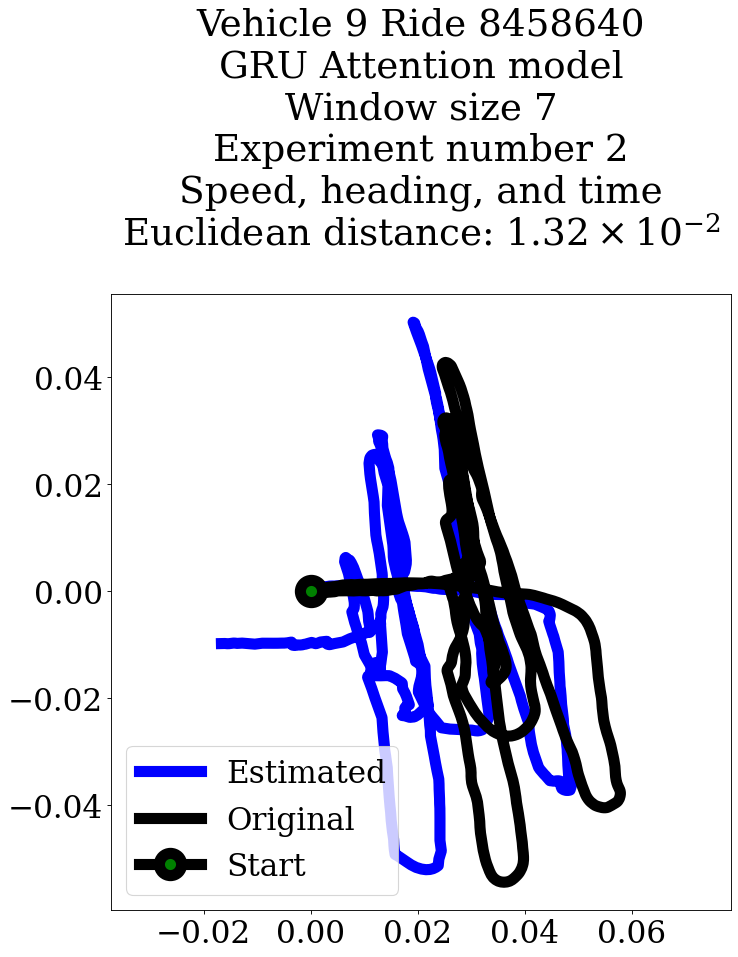 Vehicle 9 Ride 8458640
GRU Attention model
Window size 7
Experiment number 2
Speed, heading, and time
Euclidean distance: 1.32 × 10⁻²
0.04
0.02
0.00
−0.02
−0.04
Estimated
Original
Start
−0.02 0.00 0.02 0.04 0.06